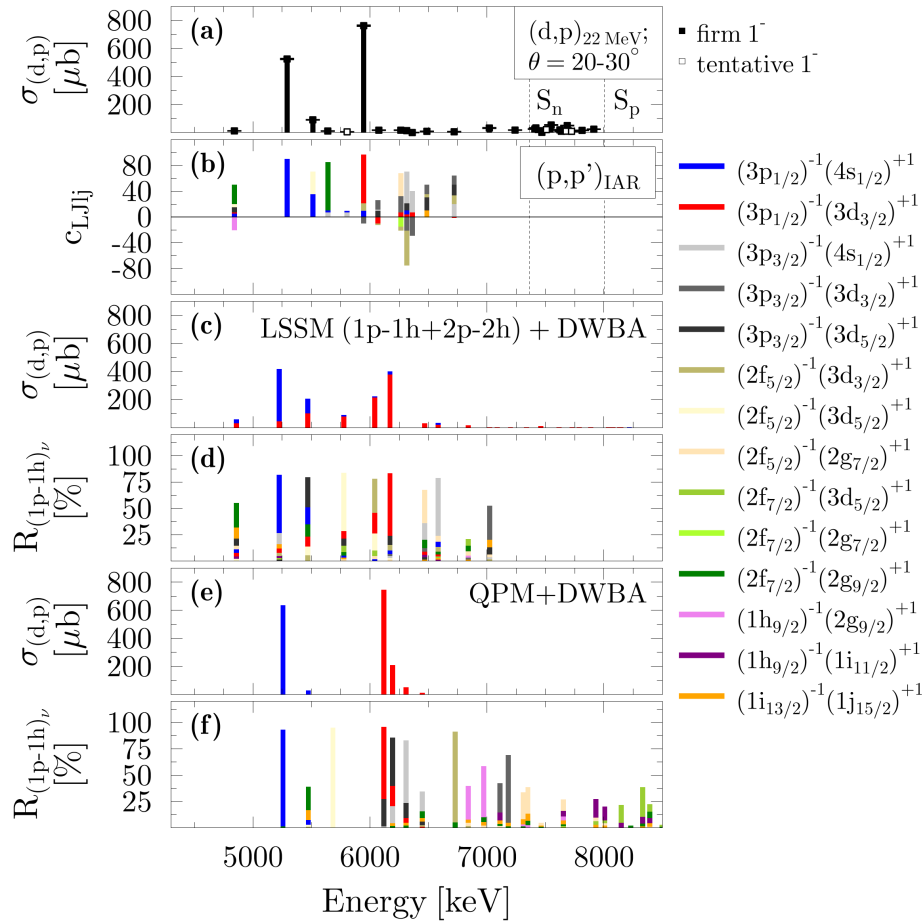 (a)
(d,p)₂₂ MeV;
θ = 20-30°
Sₙ
Sₚ
800
600
400
200
σ(d,p)
[μb]
■ firm 1⁻
□ tentative 1⁻
(b)
(p,p')IAR
80
40
0
-40
-80
cLJlj
(c)
LSSM (1p-1h+2p-2h) + DWBA
800
600
400
200
σ(d,p)
[μb]
(d)
100
75
50
25
R(1p-1h)ν
[%]
(e)
QPM+DWBA
800
600
400
200
σ(d,p)
[μb]
(f)
100
75
50
25
R(1p-1h)ν
[%]
5000 6000 7000 8000
Energy [keV]
(3p₁/₂)⁻¹(4s₁/₂)⁺¹
(3p₁/₂)⁻¹(3d₃/₂)⁺¹
(3p₃/₂)⁻¹(4s₁/₂)⁺¹
(3p₃/₂)⁻¹(3d₃/₂)⁺¹
(3p₃/₂)⁻¹(3d₅/₂)⁺¹
(2f₅/₂)⁻¹(3d₃/₂)⁺¹
(2f₅/₂)⁻¹(3d₅/₂)⁺¹
(2f₅/₂)⁻¹(2g₇/₂)⁺¹
(2f₇/₂)⁻¹(3d₅/₂)⁺¹
(2f₇/₂)⁻¹(2g₇/₂)⁺¹
(2f₇/₂)⁻¹(2g₉/₂)⁺¹
(1h₉/₂)⁻¹(2g₉/₂)⁺¹
(1h₉/₂)⁻¹(1i₁₁/₂)⁺¹
(1i₁₃/₂)⁻¹(1j₁₅/₂)⁺¹